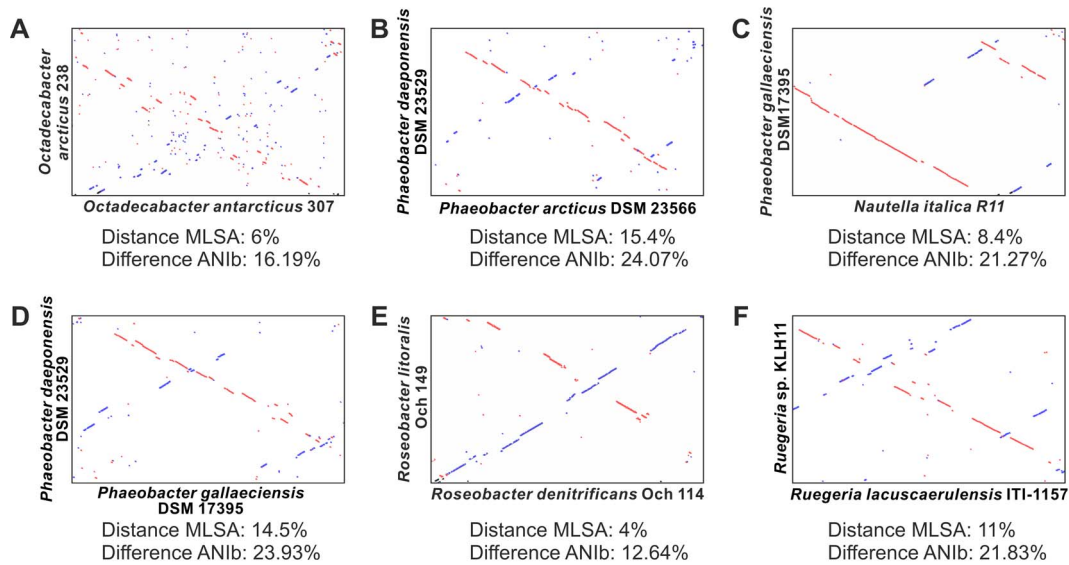 A
Octadecabacter
arcticus 238
Octadecabacter antarcticus 307
Distance MLSA: 6%
Difference ANIb: 16.19%
B
Phaeobacter daeponensis
DSM 23529
Phaeobacter arcticus DSM 23566
Distance MLSA: 15.4%
Difference ANIb: 24.07%
C
Phaeobacter gallaeciensis
DSM17395
Nautella italica R11
Distance MLSA: 8.4%
Difference ANIb: 21.27%
D
Phaeobacter daeponensis
DSM 23529
Phaeobacter gallaeciensis
DSM 17395
Distance MLSA: 14.5%
Difference ANIb: 23.93%
E
Roseobacter litoralis
Och 149
Roseobacter denitrificans Och 114
Distance MLSA: 4%
Difference ANIb: 12.64%
F
Ruegeria sp. KLH11
Ruegeria lacuscaerulensis ITI-1157
Distance MLSA: 11%
Difference ANIb: 21.83%